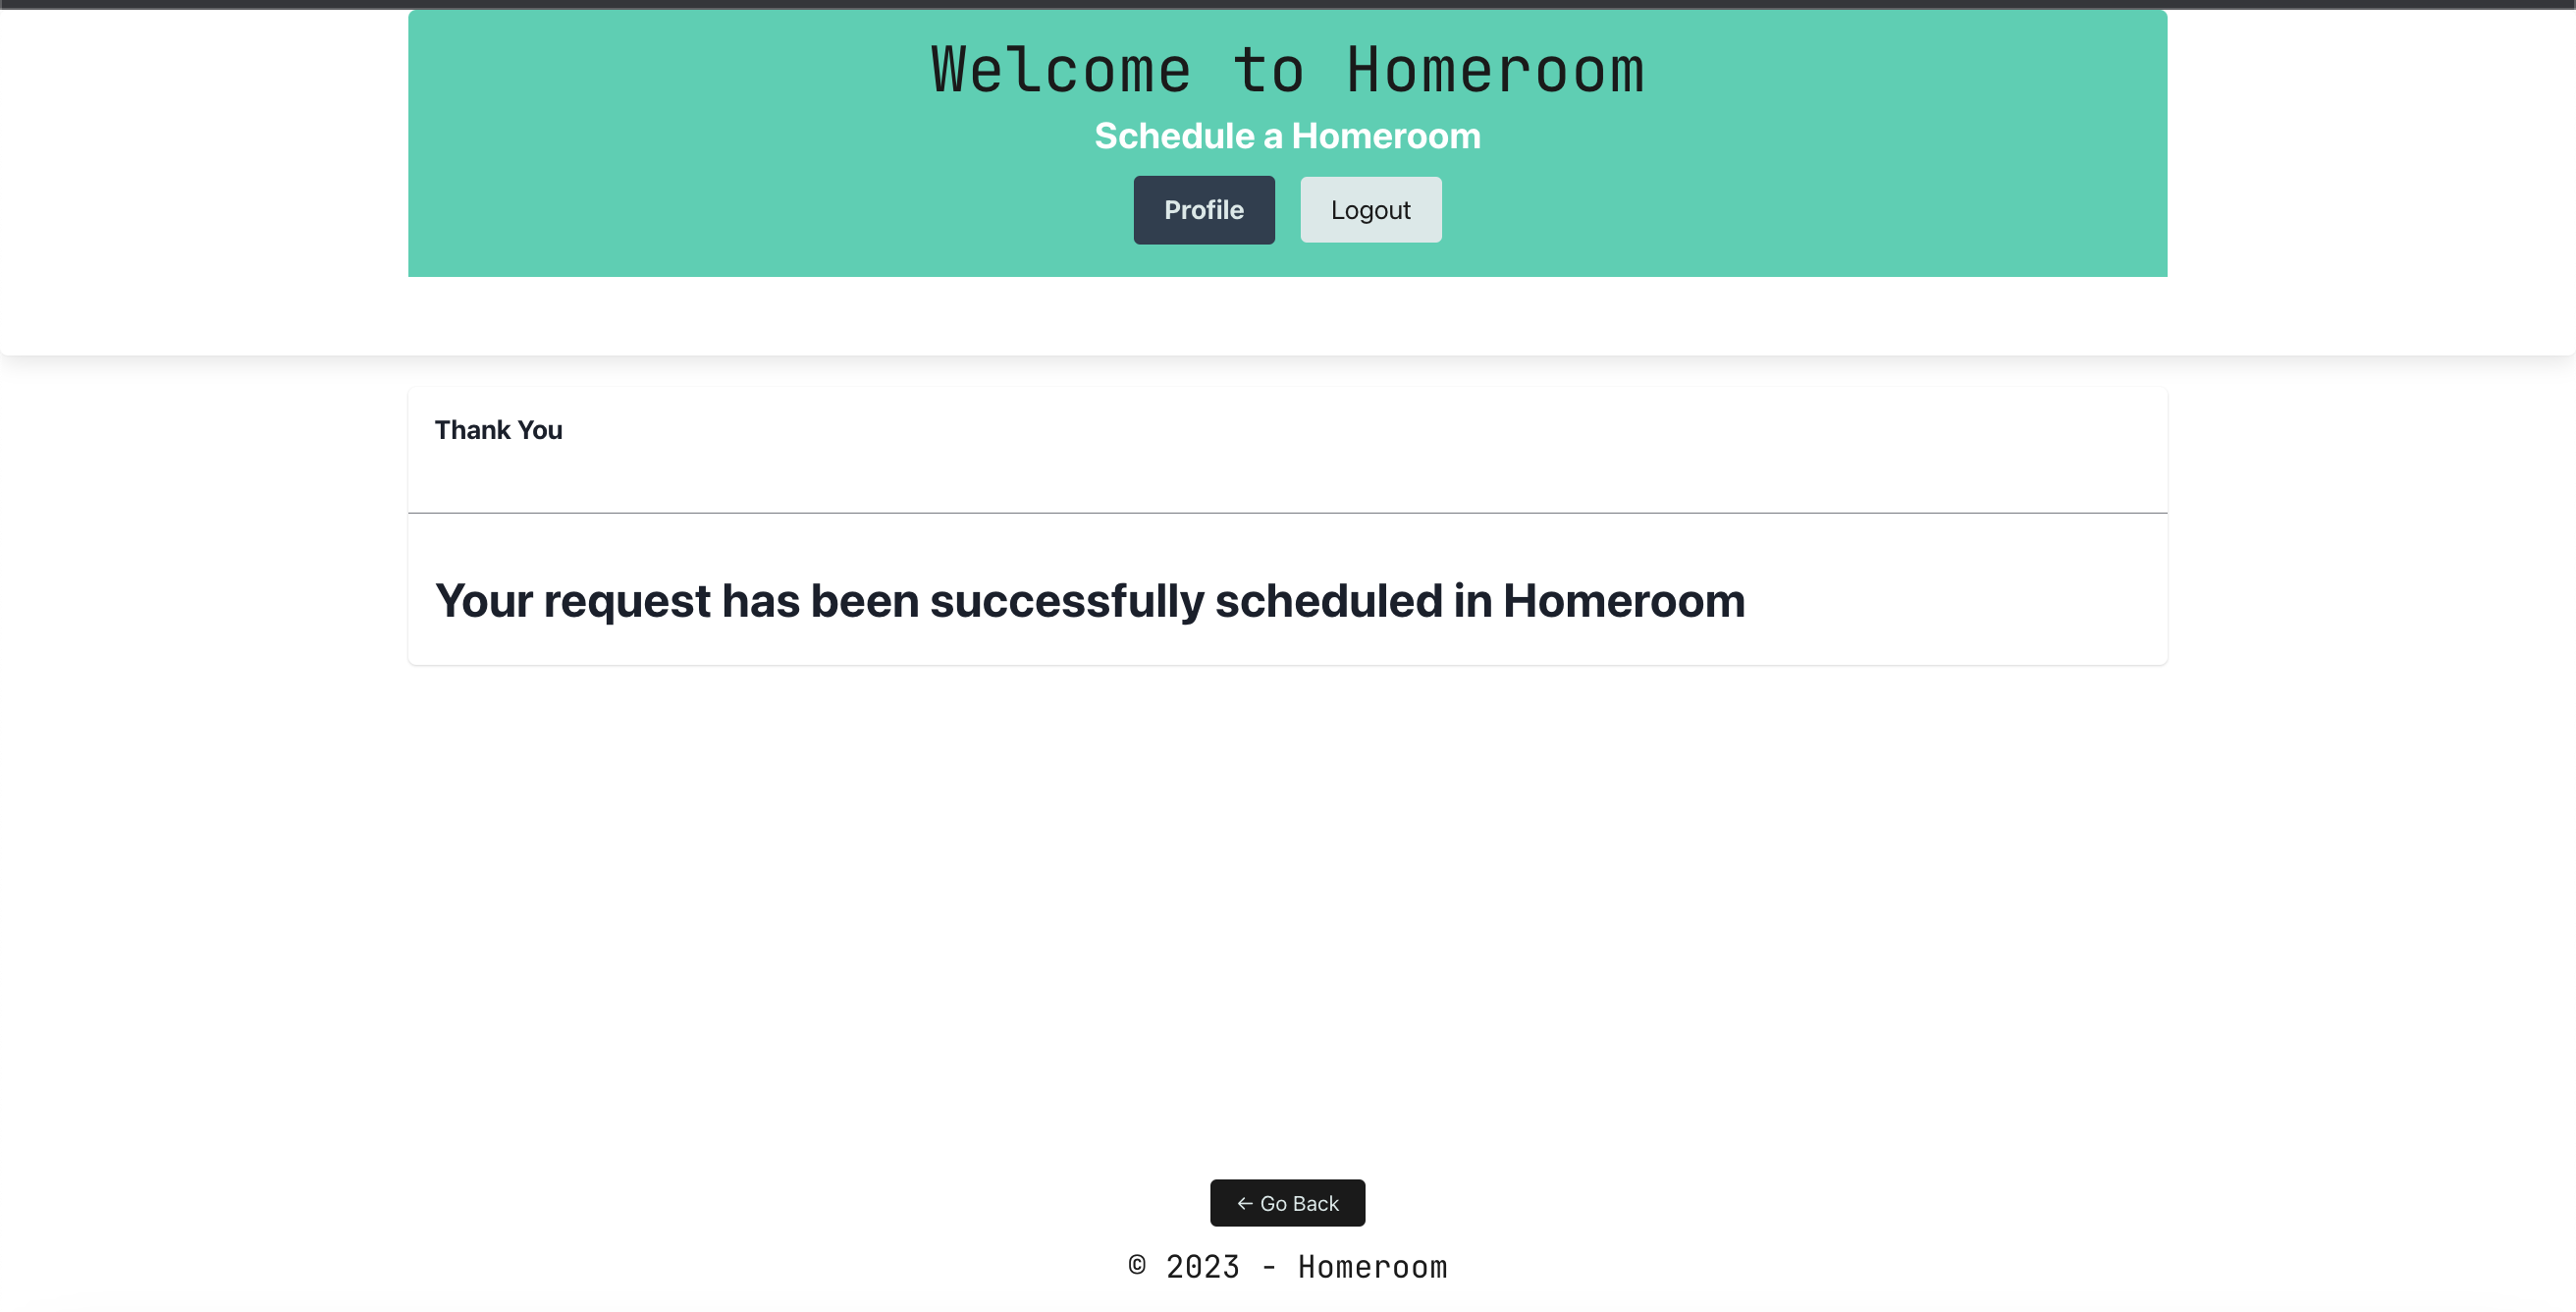 Welcome to Homeroom
Schedule a Homeroom
Profile Logout
Thank You
Your request has been successfully scheduled in Homeroom
← Go Back
© 2023 - Homeroom